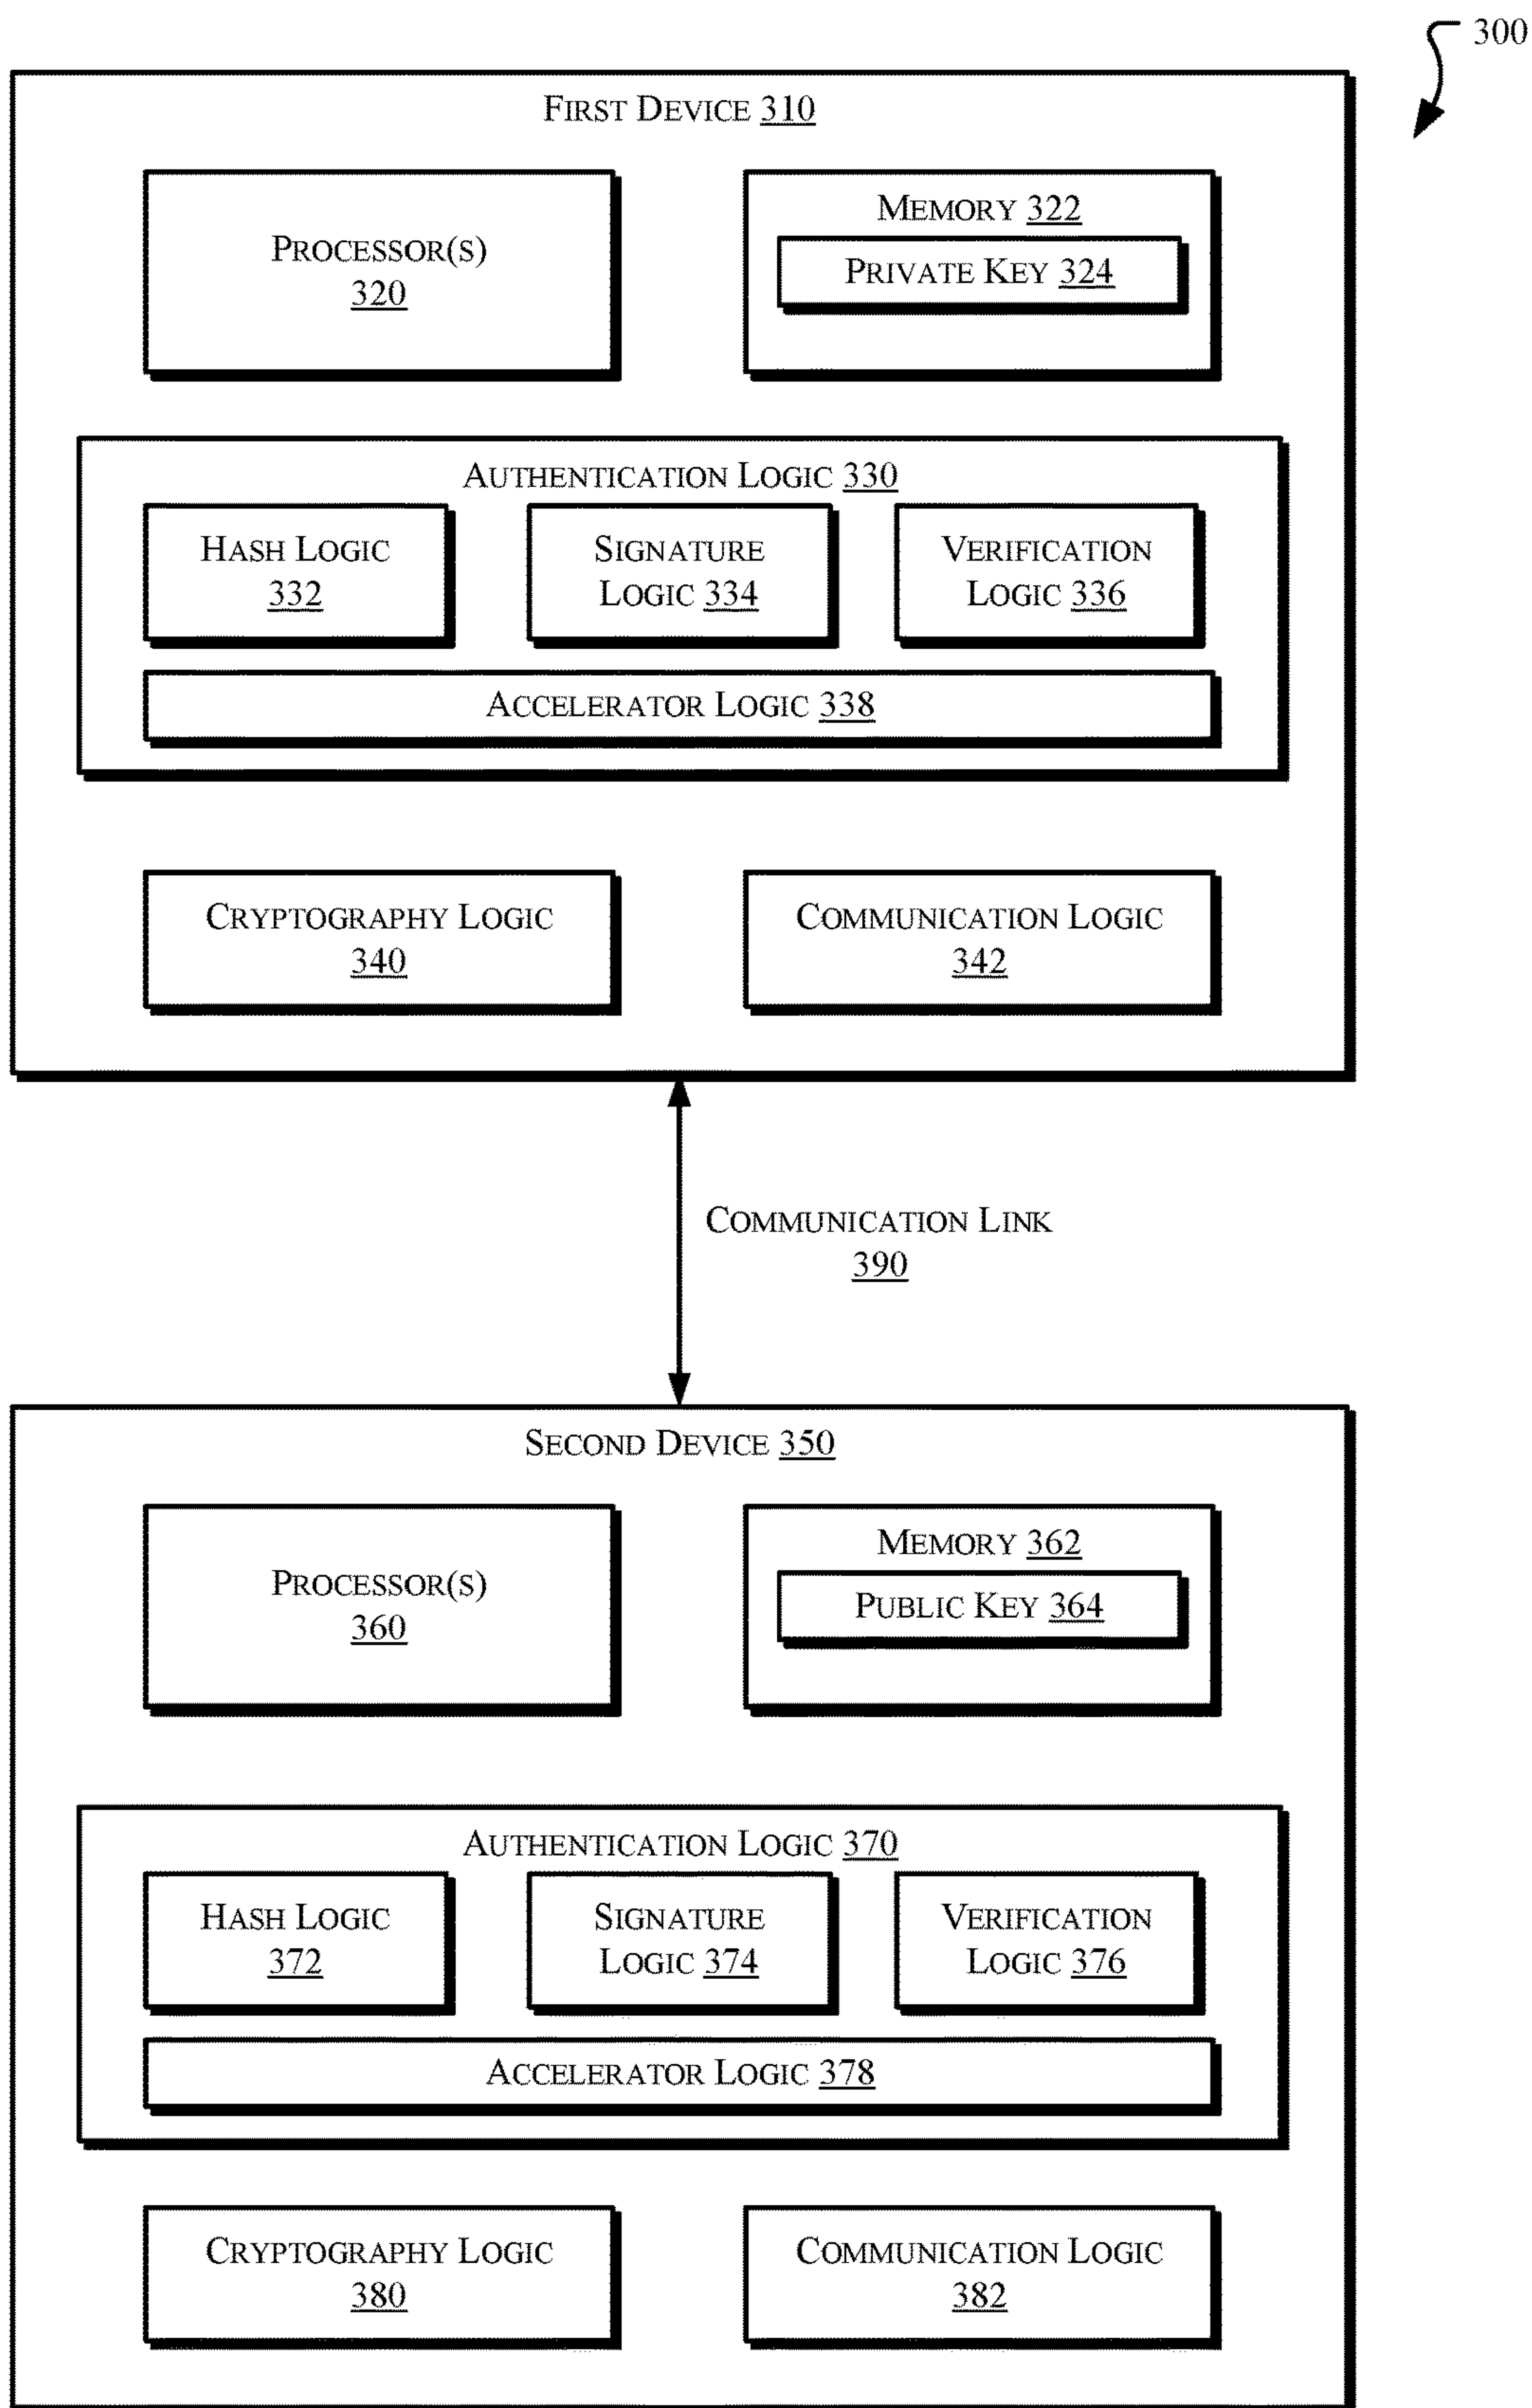 300
FIRST DEVICE 310
PROCESSOR(S)
320
MEMORY 322
PRIVATE KEY 324
AUTHENTICATION LOGIC 330
HASH LOGIC
332
SIGNATURE
LOGIC 334
VERIFICATION
LOGIC 336
ACCELERATOR LOGIC 338
CRYPTOGRAPHY LOGIC
340
COMMUNICATION LOGIC
342
COMMUNICATION LINK
390
SECOND DEVICE 350
PROCESSOR(S)
360
MEMORY 362
PUBLIC KEY 364
AUTHENTICATION LOGIC 370
HASH LOGIC
372
SIGNATURE
LOGIC 374
VERIFICATION
LOGIC 376
ACCELERATOR LOGIC 378
CRYPTOGRAPHY LOGIC
380
COMMUNICATION LOGIC
382